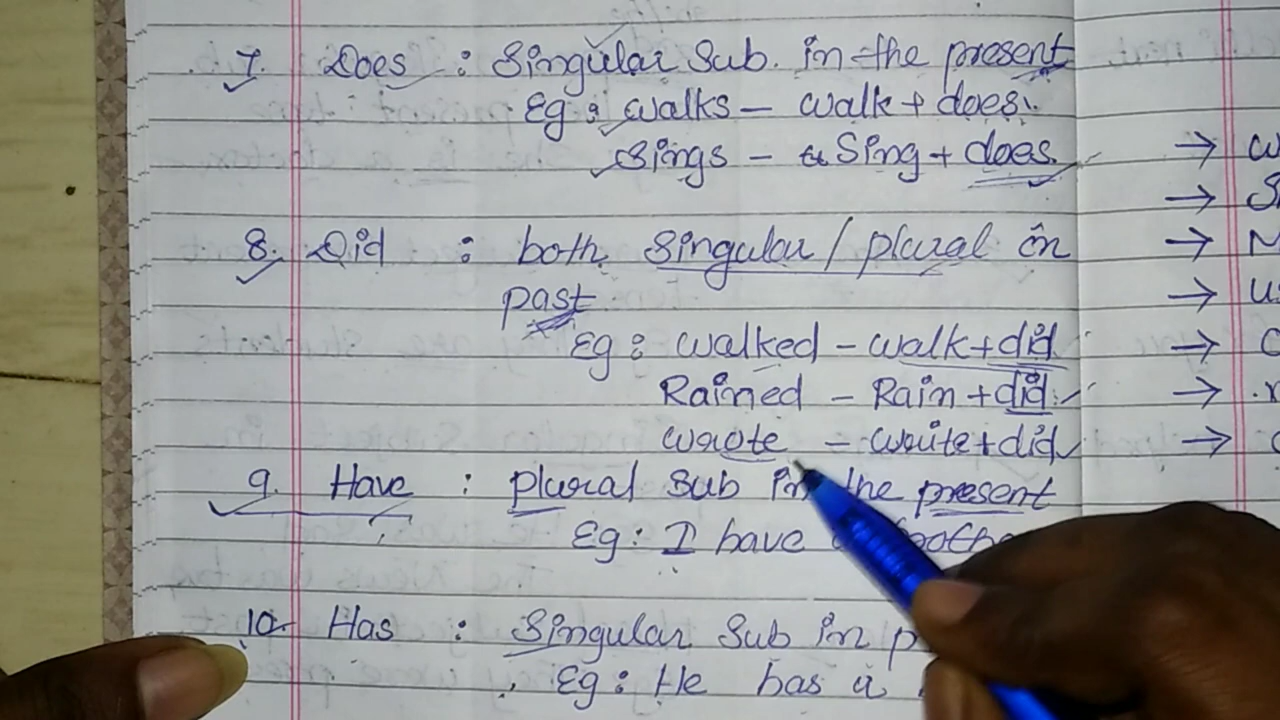 7. Does : Singular Sub. in the present
Eg : walks - walk + does.
Sings - Sing + does.
8. Did : both Singular / plural in
past
Eg : walked - walk + did
Rained - Rain + did
wrote - write + did
9. Have : plural Sub in the present
Eg : I have a
10. Has : Singular Sub in
Eg : He has a
→
→
→
→
→
→
→